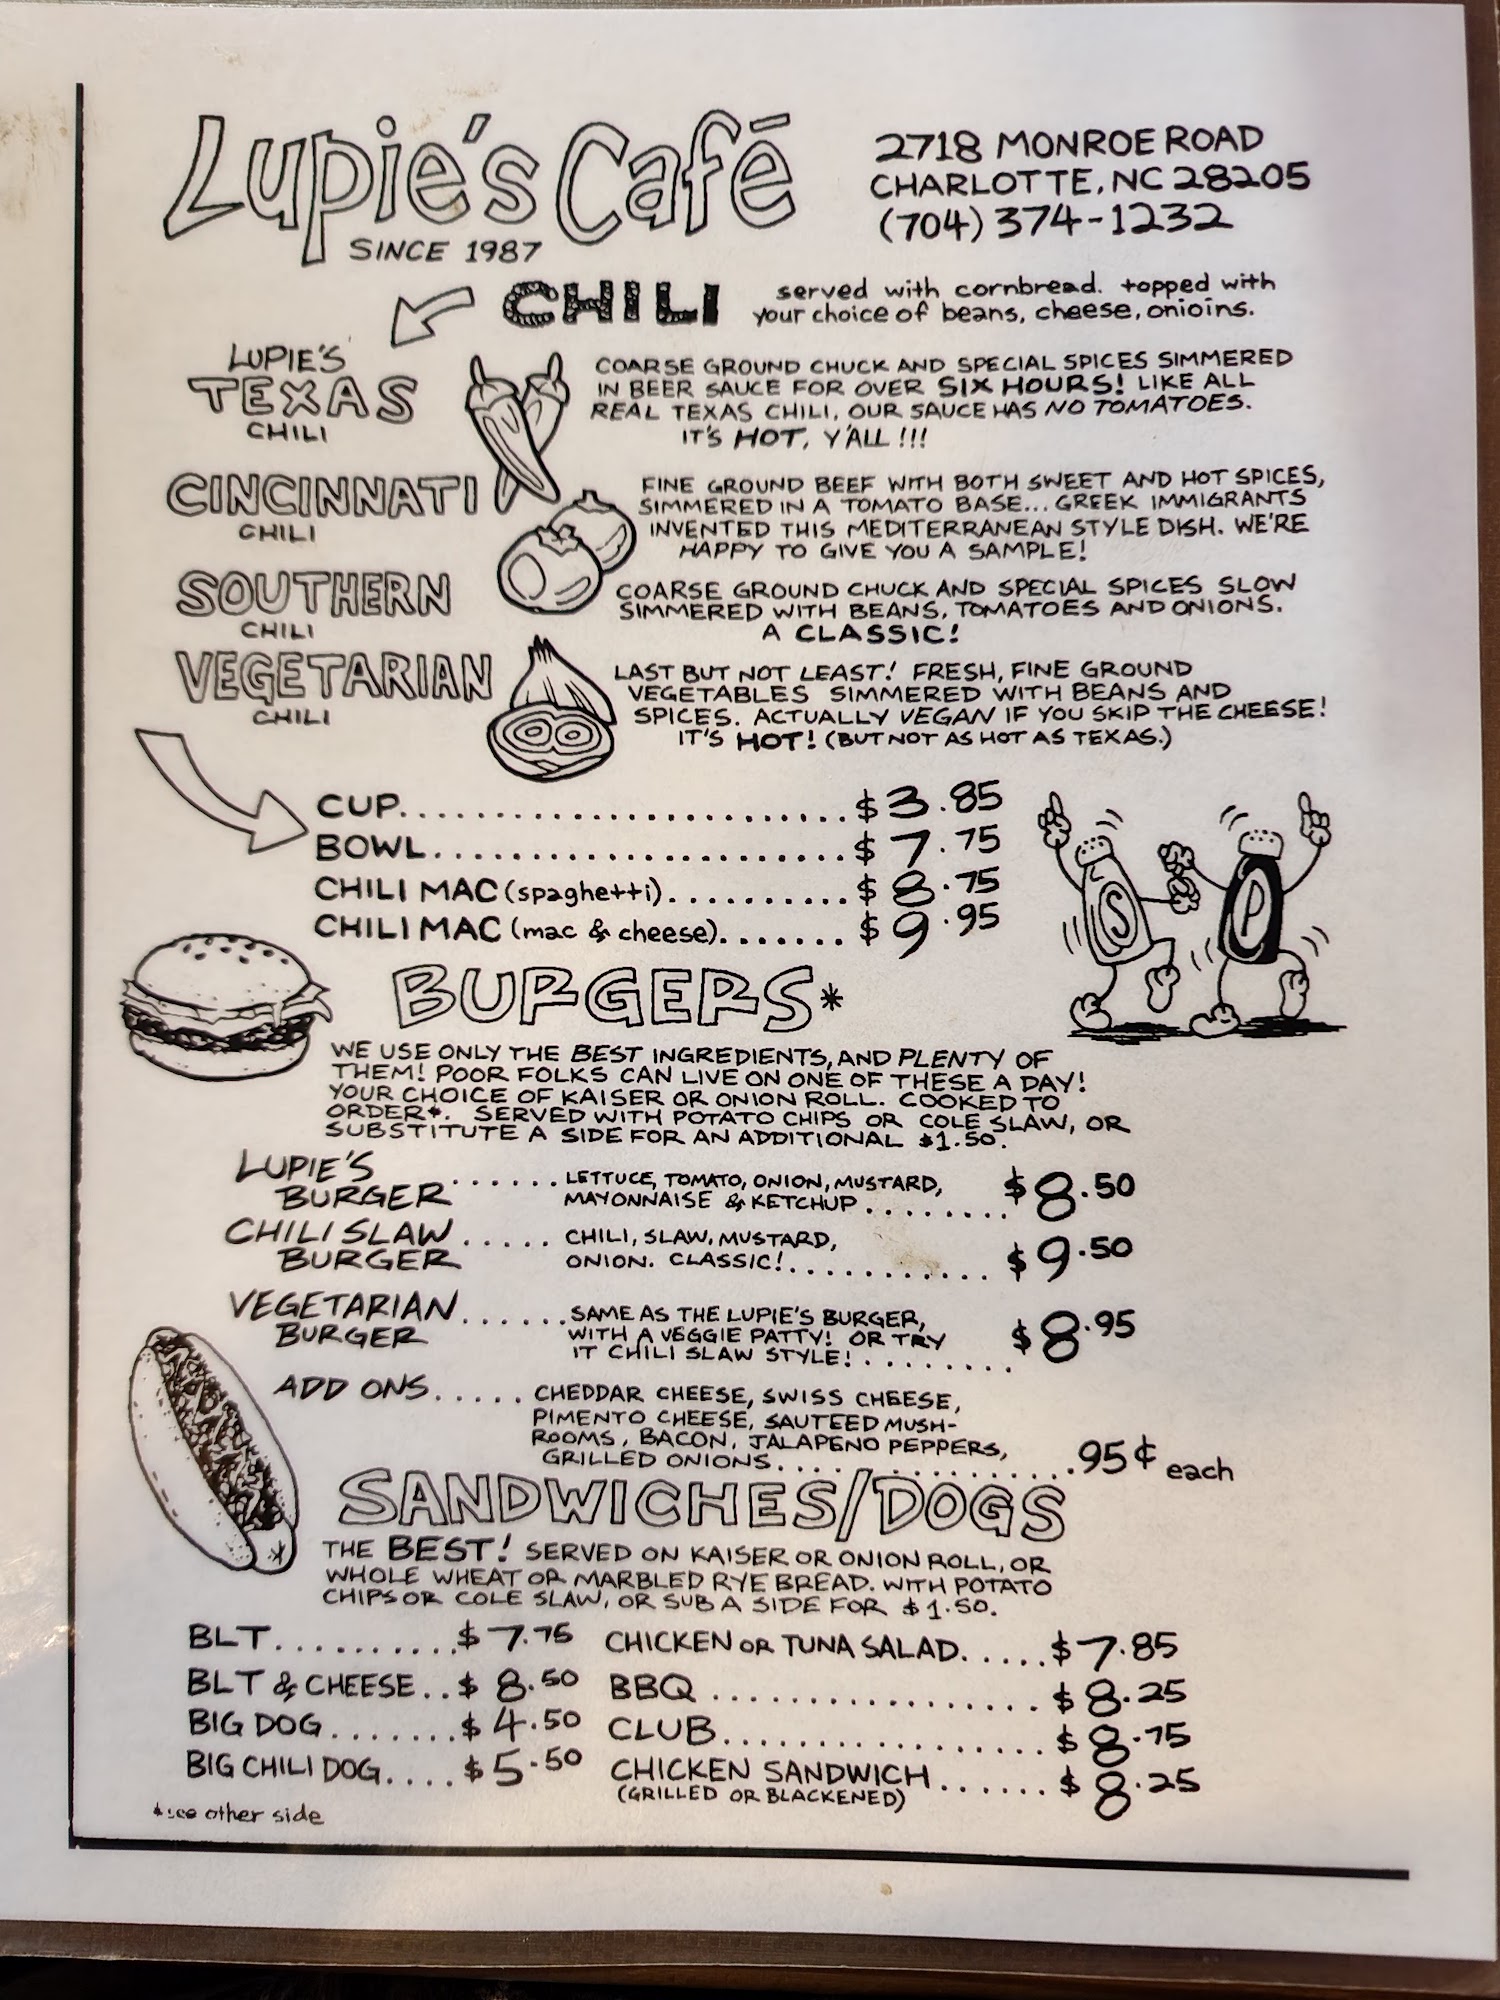 Lupie's Café
SINCE 1987
2718 MONROE ROAD
CHARLOTTE, NC 28205
(704) 374-1232
CHILI
served with cornbread. topped with
your choice of beans, cheese, onioins.
LUPIE'S
TEXAS
CHILI
COARSE GROUND CHUCK AND SPECIAL SPICES SIMMERED
IN BEER SAUCE FOR OVER SIX HOURS! LIKE ALL
REAL TEXAS CHILI, OUR SAUCE HAS NO TOMATOES.
IT'S HOT, Y'ALL !!!
CINCINNATI
CHILI
FINE GROUND BEEF WITH BOTH SWEET AND HOT SPICES,
SIMMERED IN A TOMATO BASE... GREEK IMMIGRANTS
INVENTED THIS MEDITERRANEAN STYLE DISH. WE'RE
HAPPY TO GIVE YOU A SAMPLE!
SOUTHERN
CHILI
COARSE GROUND CHUCK AND SPECIAL SPICES SLOW
SIMMERED WITH BEANS, TOMATOES AND ONIONS.
A CLASSIC!
VEGETARIAN
CHILI
LAST BUT NOT LEAST! FRESH, FINE GROUND
VEGETABLES SIMMERED WITH BEANS AND
SPICES. ACTUALLY VEGAN IF YOU SKIP THE CHEESE!
IT'S HOT! (BUT NOT AS HOT AS TEXAS.)
CUP..........................$3.85
BOWL........................$7.75
CHILI MAC (spaghetti)...........$8.75
CHILI MAC (mac & cheese).......$9.95
S P
BURGERS*
WE USE ONLY THE BEST INGREDIENTS, AND PLENTY OF
THEM! POOR FOLKS CAN LIVE ON ONE OF THESE A DAY!
YOUR CHOICE OF KAISER OR ONION ROLL. COOKED TO
ORDER*. SERVED WITH POTATO CHIPS OR COLE SLAW, OR
SUBSTITUTE A SIDE FOR AN ADDITIONAL $1.50.
LUPIE'S
BURGER
LETTUCE, TOMATO, ONION, MUSTARD,
MAYONNAISE & KETCHUP........$8.50
CHILI SLAW
BURGER
CHILI, SLAW, MUSTARD,
ONION. CLASSIC!............$9.50
VEGETARIAN
BURGER
SAME AS THE LUPIE'S BURGER,
WITH A VEGGIE PATTY! OR TRY
IT CHILI SLAW STYLE!.........$8.95
ADD ONS..... CHEDDAR CHEESE, SWISS CHEESE,
PIMENTO CHEESE, SAUTEED MUSH-
ROOMS, BACON, JALAPENO PEPPERS,
GRILLED ONIONS..................95¢ each
SANDWICHES/DOGS
THE BEST! SERVED ON KAISER OR ONION ROLL, OR
WHOLE WHEAT OR MARBLED RYE BREAD. WITH POTATO
CHIPS OR COLE SLAW, OR SUB A SIDE FOR $1.50.
BLT..........$7.75
BLT & CHEESE..$8.50
BIG DOG.......$4.50
BIG CHILI DOG....$5.50
CHICKEN OR TUNA SALAD.....$7.85
BBQ..................$8.25
CLUB.................$8.75
CHICKEN SANDWICH......$8.25
(GRILLED OR BLACKENED)
*see other side